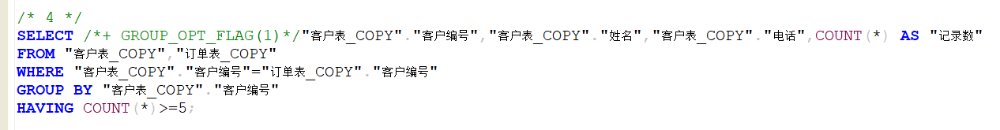 /* 4 */
SELECT /*+ GROUP_OPT_FLAG(1)*/"客户表_COPY"."客户编号","客户表_COPY"."姓名","客户表_COPY"."电话",COUNT(*) AS "记录数"
FROM "客户表_COPY","订单表_COPY"
WHERE "客户表_COPY"."客户编号"="订单表_COPY"."客户编号"
GROUP BY "客户表_COPY"."客户编号"
HAVING COUNT(*)>=5;